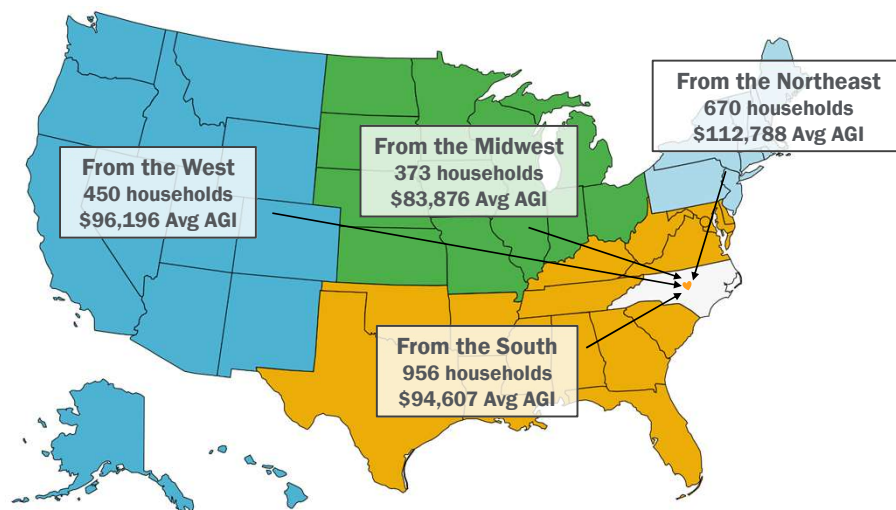 From the Northeast
670 households
$112,788 Avg AGI
From the Midwest
373 households
$83,876 Avg AGI
From the West
450 households
$96,196 Avg AGI
From the South
956 households
$94,607 Avg AGI